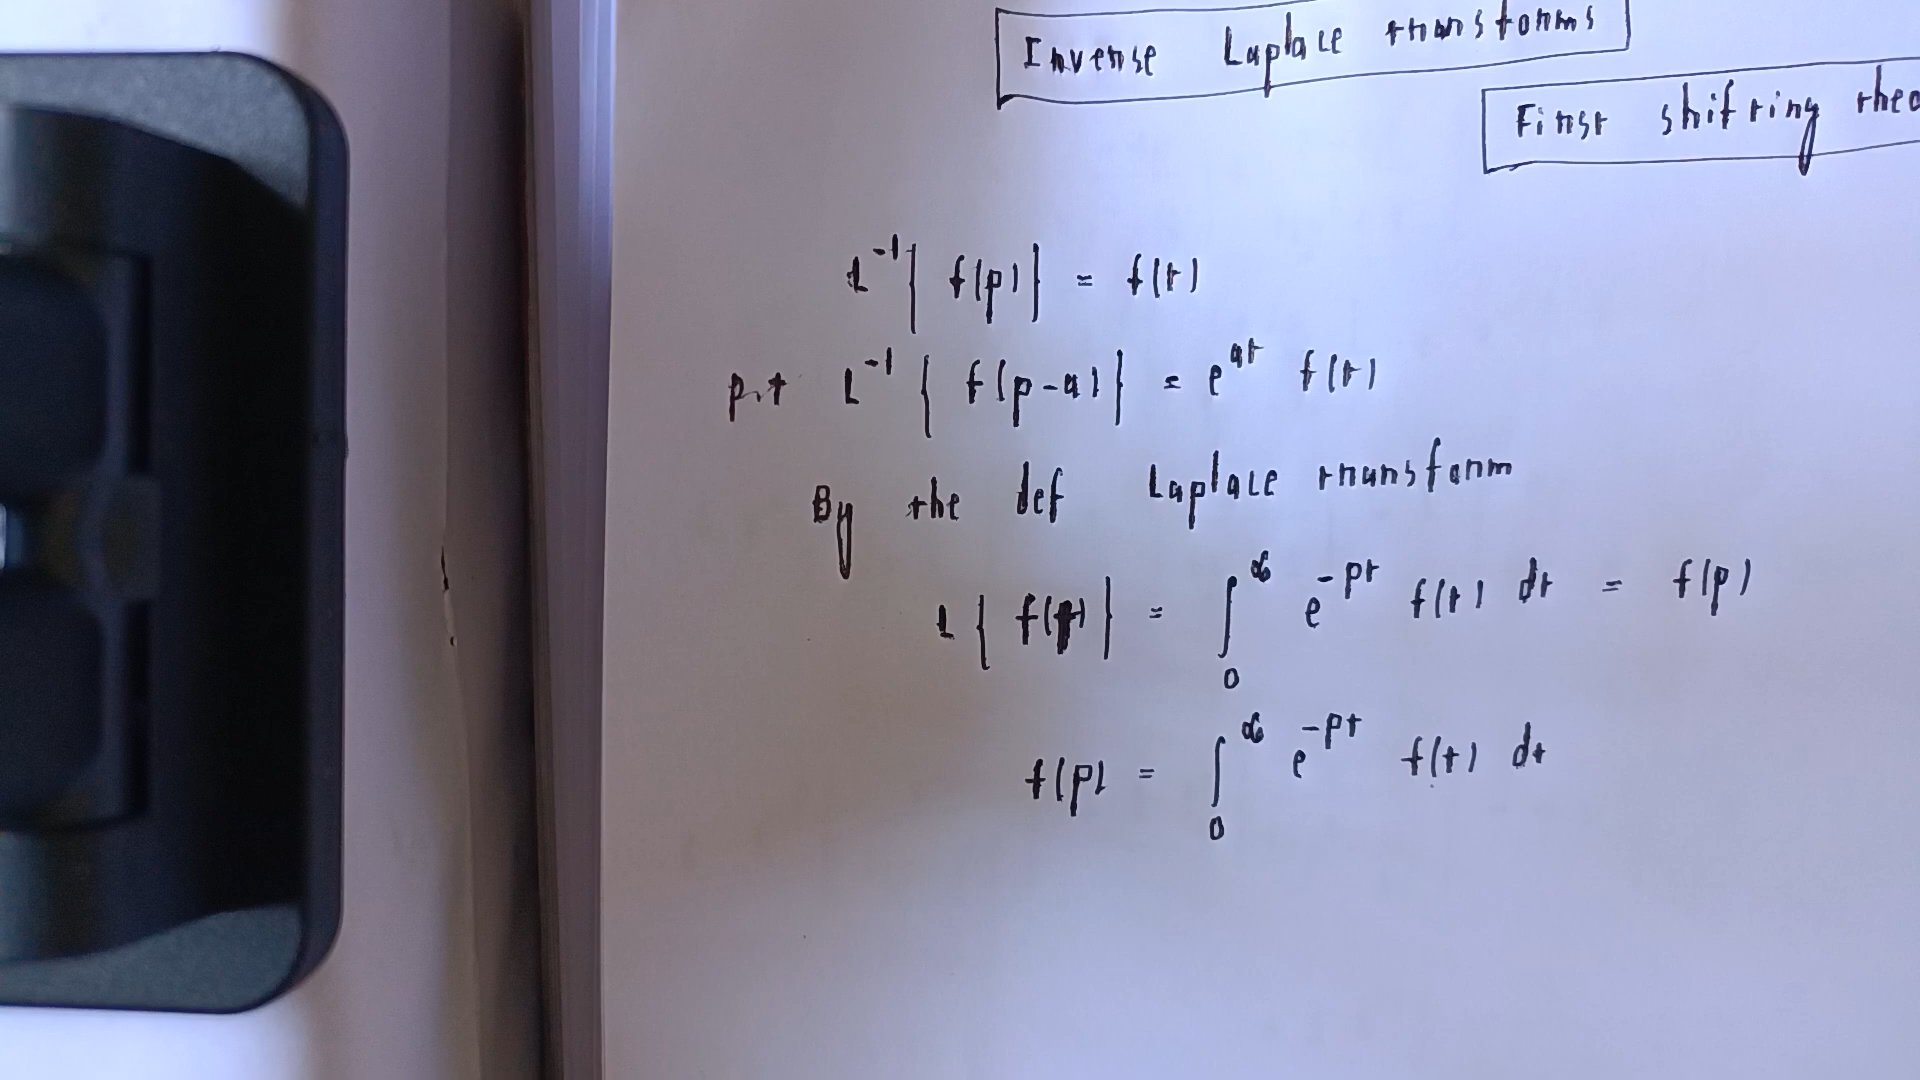 Inverse Laplace transforms
First shifting theo
L⁻¹{ f(p)} = f(t)
P.t L⁻¹{ f(p-a)} = e^at f(t)
By the def Laplace transform
L{ f(t)} = ∫₀^∞ e^-pt f(t) dt = f(p)
f(p) = ∫₀^∞ e^-pt f(t) dt